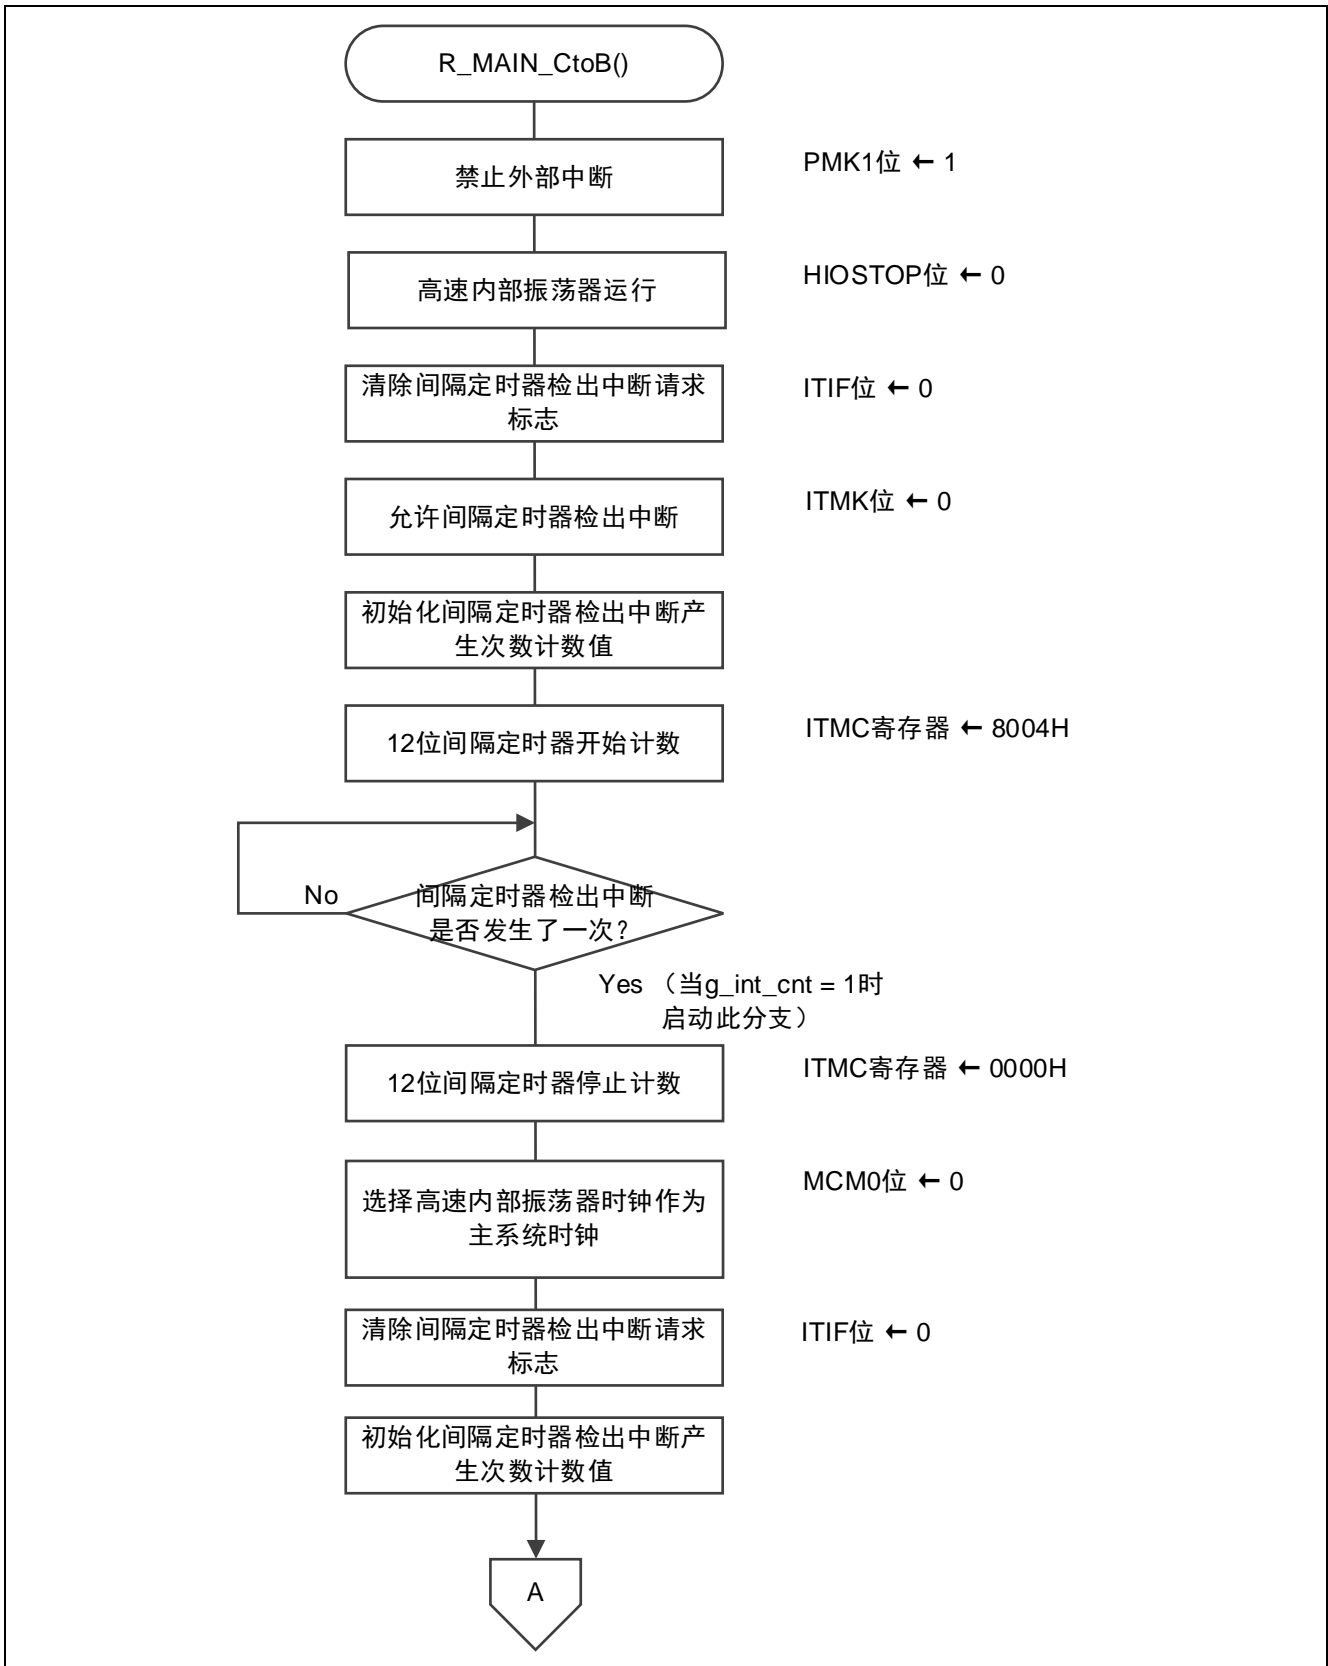 R_MAIN_CtoB()
禁止外部中断
PMK1位 ← 1
高速内部振荡器运行
HIOSTOP位 ← 0
清除间隔定时器检出中断请求
标志
ITIF位 ← 0
允许间隔定时器检出中断
ITMK位 ← 0
初始化间隔定时器检出中断产
生次数计数值
12位间隔定时器开始计数
ITMC寄存器 ← 8004H
No
间隔定时器检出中断
是否发生了一次？
Yes （当g_int_cnt = 1时
启动此分支）
12位间隔定时器停止计数
ITMC寄存器 ← 0000H
选择高速内部振荡器时钟作为
主系统时钟
MCM0位 ← 0
清除间隔定时器检出中断请求
标志
ITIF位 ← 0
初始化间隔定时器检出中断产
生次数计数值
A